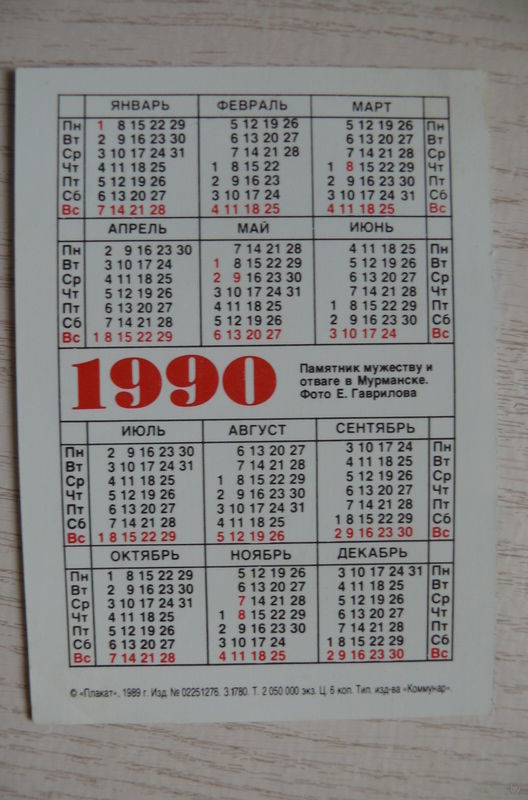 ЯНВАРЬ ФЕВРАЛЬ МАРТ
Пн 1 8 15 22 29 5 12 19 26 5 12 19 26 Пн
Вт 2 9 16 23 30 6 13 20 27 6 13 20 27 Вт
Ср 3 10 17 24 31 7 14 21 28 7 14 21 28 Ср
Чт 4 11 18 25 1 8 15 22 1 8 15 22 29 Чт
Пт 5 12 19 26 2 9 16 23 2 9 16 23 30 Пт
Сб 6 13 20 27 3 10 17 24 3 10 17 24 31 Сб
Вс 7 14 21 28 4 11 18 25 4 11 18 25 Вс
АПРЕЛЬ МАЙ ИЮНЬ
Пн 2 9 16 23 30 7 14 21 28 4 11 18 25 Пн
Вт 3 10 17 24 1 8 15 22 29 5 12 19 26 Вт
Ср 4 11 18 25 2 9 16 23 30 6 13 20 27 Ср
Чт 5 12 19 26 3 10 17 24 31 7 14 21 28 Чт
Пт 6 13 20 27 4 11 18 25 1 8 15 22 29 Пт
Сб 7 14 21 28 5 12 19 26 2 9 16 23 30 Сб
Вс 1 8 15 22 29 6 13 20 27 3 10 17 24 Вс
1990
Памятник мужеству и
отваге в Мурманске.
Фото Е. Гаврилова
ИЮЛЬ АВГУСТ СЕНТЯБРЬ
Пн 2 9 16 23 30 6 13 20 27 3 10 17 24 Пн
Вт 3 10 17 24 31 7 14 21 28 4 11 18 25 Вт
Ср 4 11 18 25 1 8 15 22 29 5 12 19 26 Ср
Чт 5 12 19 26 2 9 16 23 30 6 13 20 27 Чт
Пт 6 13 20 27 3 10 17 24 31 7 14 21 28 Пт
Сб 7 14 21 28 4 11 18 25 1 8 15 22 29 Сб
Вс 1 8 15 22 29 5 12 19 26 2 9 16 23 30 Вс
ОКТЯБРЬ НОЯБРЬ ДЕКАБРЬ
Пн 1 8 15 22 29 5 12 19 26 3 10 17 24 31 Пн
Вт 2 9 16 23 30 6 13 20 27 4 11 18 25 Вт
Ср 3 10 17 24 31 7 14 21 28 5 12 19 26 Ср
Чт 4 11 18 25 1 8 15 22 29 6 13 20 27 Чт
Пт 5 12 19 26 2 9 16 23 30 7 14 21 28 Пт
Сб 6 13 20 27 3 10 17 24 1 8 15 22 29 Сб
Вс 7 14 21 28 4 11 18 25 2 9 16 23 30 Вс
© «Плакат», 1989 г. Изд. № 02251276. З.1780. Т. 2 050 000 экз. Ц. 6 коп. Тип. изд-ва «Коммунар».